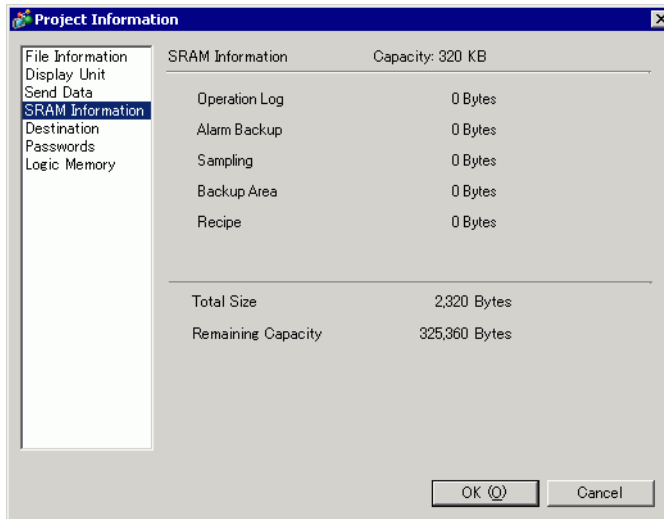 Project Information
File Information
Display Unit
Send Data
SRAM Information
Destination
Passwords
Logic Memory
SRAM Information Capacity: 320 KB
Operation Log 0 Bytes
Alarm Backup 0 Bytes
Sampling 0 Bytes
Backup Area 0 Bytes
Recipe 0 Bytes
Total Size 2,320 Bytes
Remaining Capacity 325,360 Bytes
OK (O) Cancel